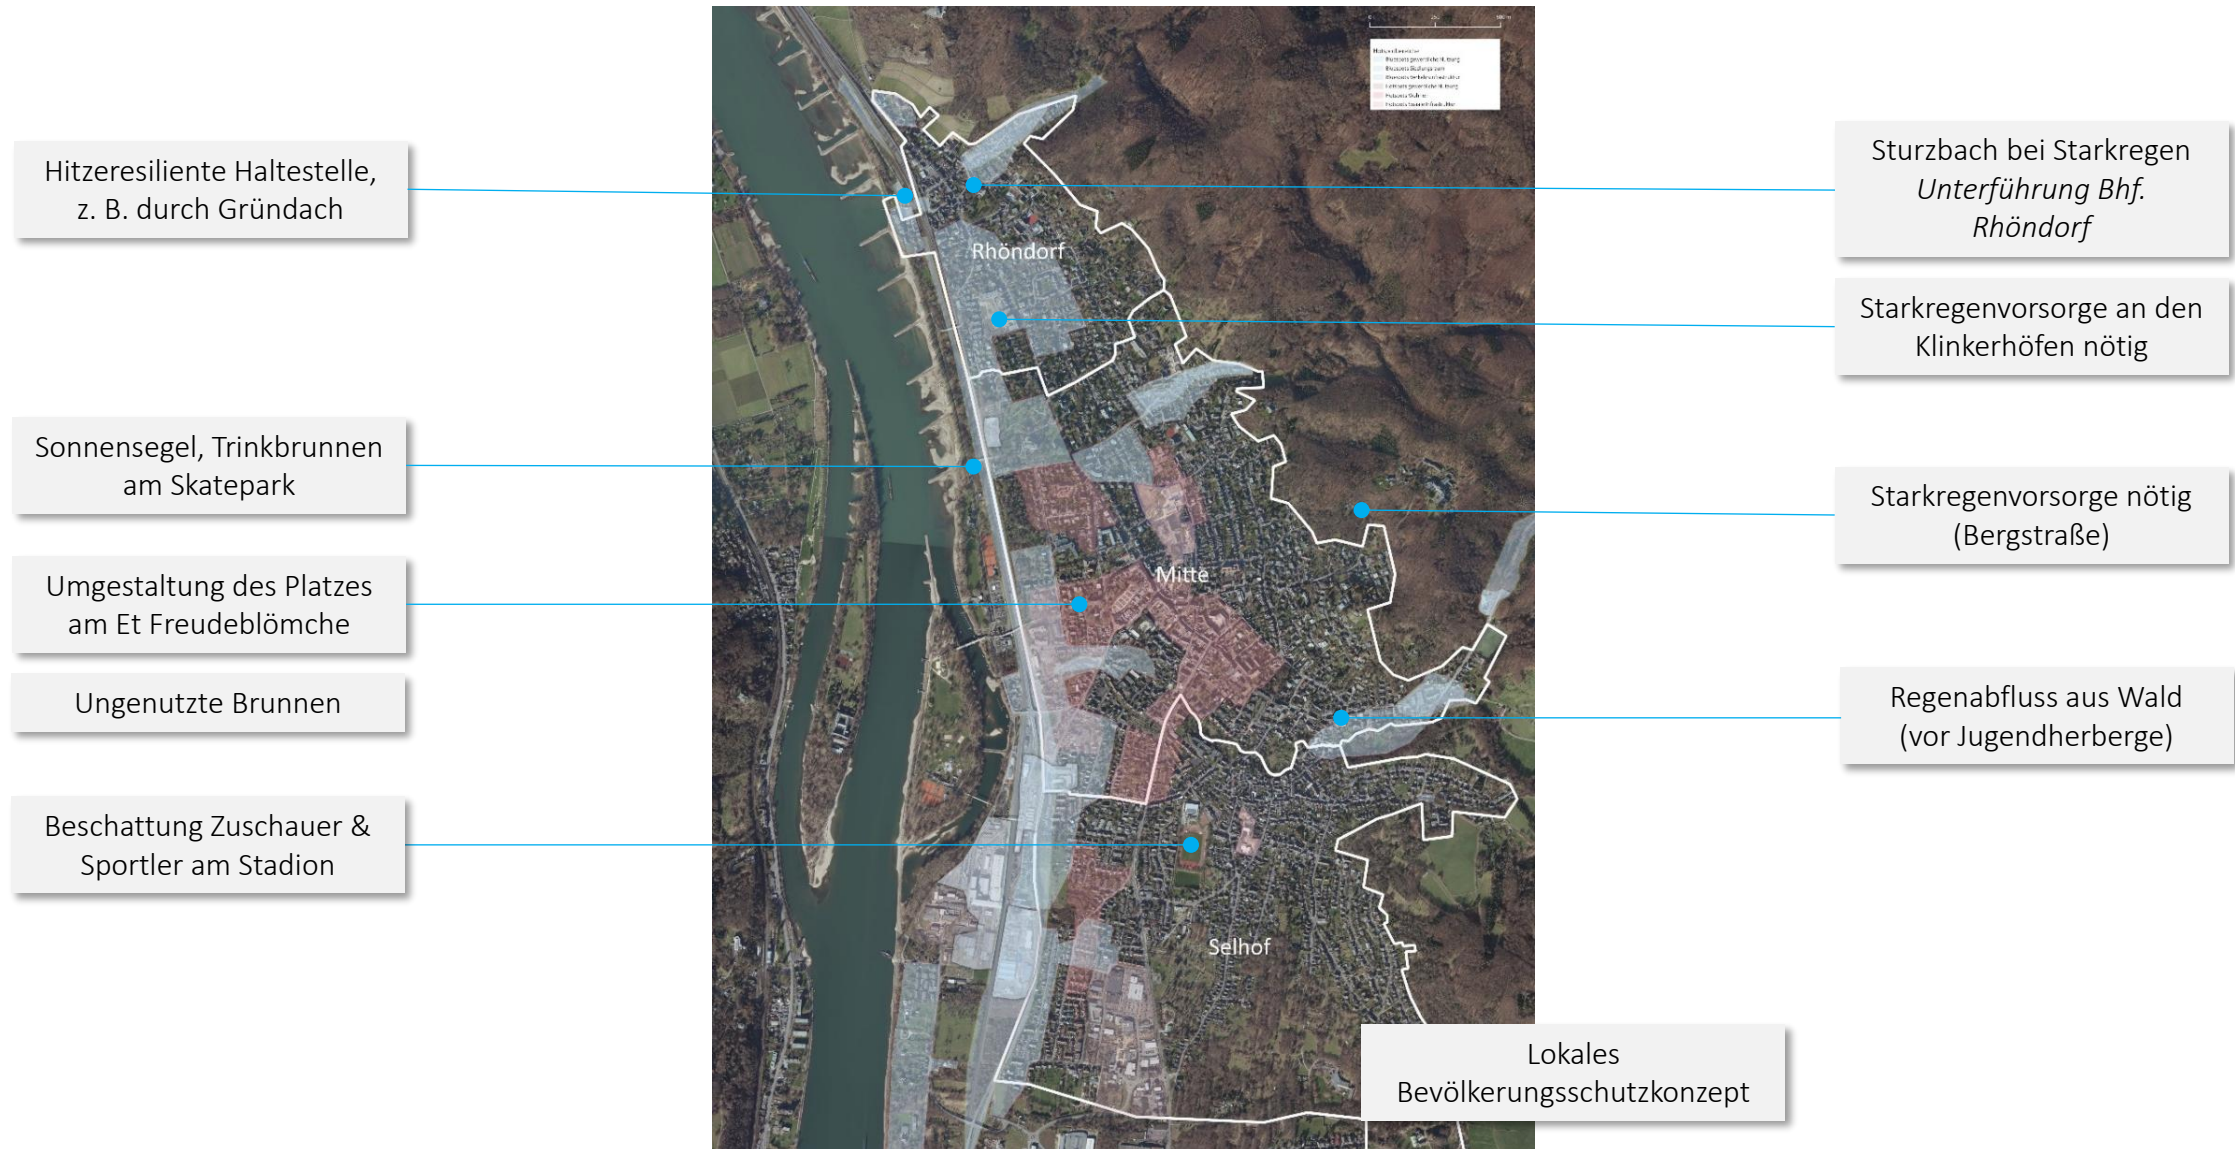 Hitzeresiliente Haltestelle,
z. B. durch Gründach
Sonnensegel, Trinkbrunnen
am Skatepark
Umgestaltung des Platzes
am Et Freudeblömche
Ungenutzte Brunnen
Beschattung Zuschauer &
Sportler am Stadion
Rhöndorf
Mitte
Selhof
Sturzbach bei Starkregen
Unterführung Bhf.
Rhöndorf
Starkregenvorsorge an den
Klinkerhöfen nötig
Starkregenvorsorge nötig
(Bergstraße)
Regenabfluss aus Wald
(vor Jugendherberge)
Lokales
Bevölkerungsschutzkonzept